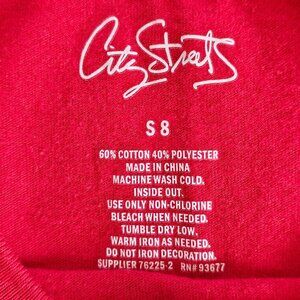 City Streets
S 8
60% COTTON 40% POLYESTER
MADE IN CHINA
MACHINE WASH COLD.
INSIDE OUT.
USE ONLY NON-CHLORINE
BLEACH WHEN NEEDED.
TUMBLE DRY LOW.
WARM IRON AS NEEDED.
DO NOT IRON DECORATION.
SUPPLIER 76225-2 RN# 93677